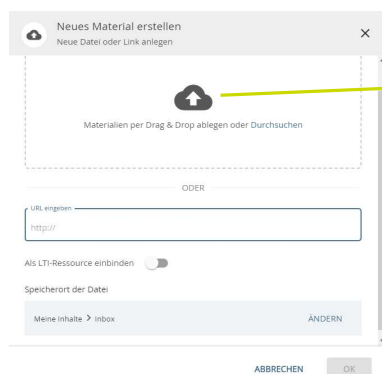 Neues Material erstellen
Neue Datei oder Link anlegen
Materialien per Drag & Drop ablegen oder Durchsuchen
ODER
URL eingeben
http://
Als LTI-Ressource einbinden
Speicherort der Datei
Meine Inhalte > Inbox ÄNDERN
ABBRECHEN OK